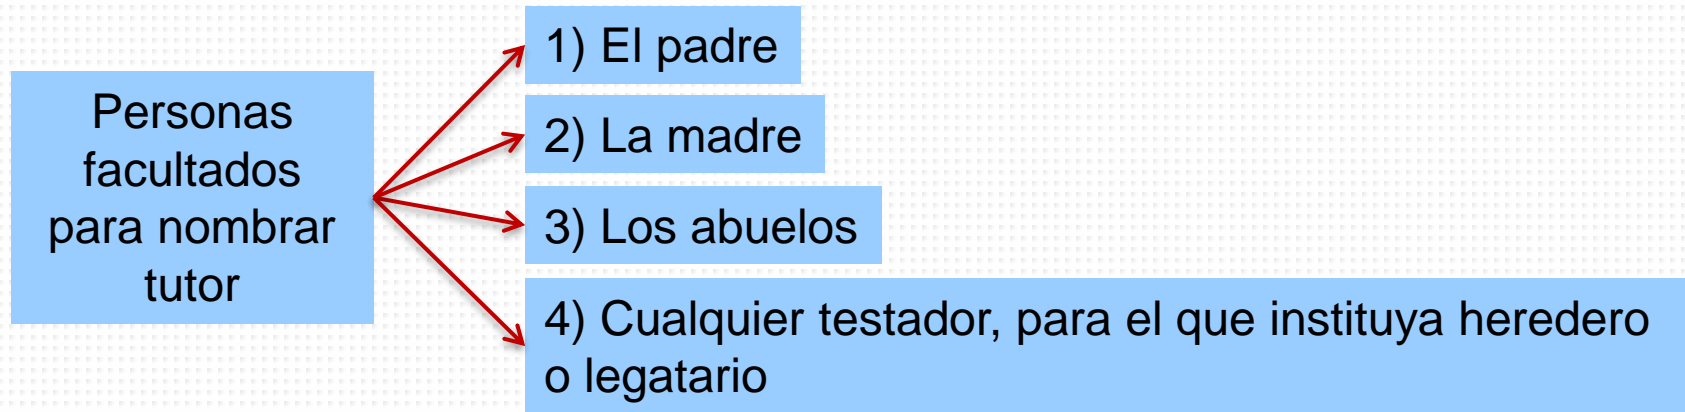 Personas
facultados
para nombrar
tutor
1) El padre
2) La madre
3) Los abuelos
4) Cualquier testador, para el que instituya heredero
o legatario